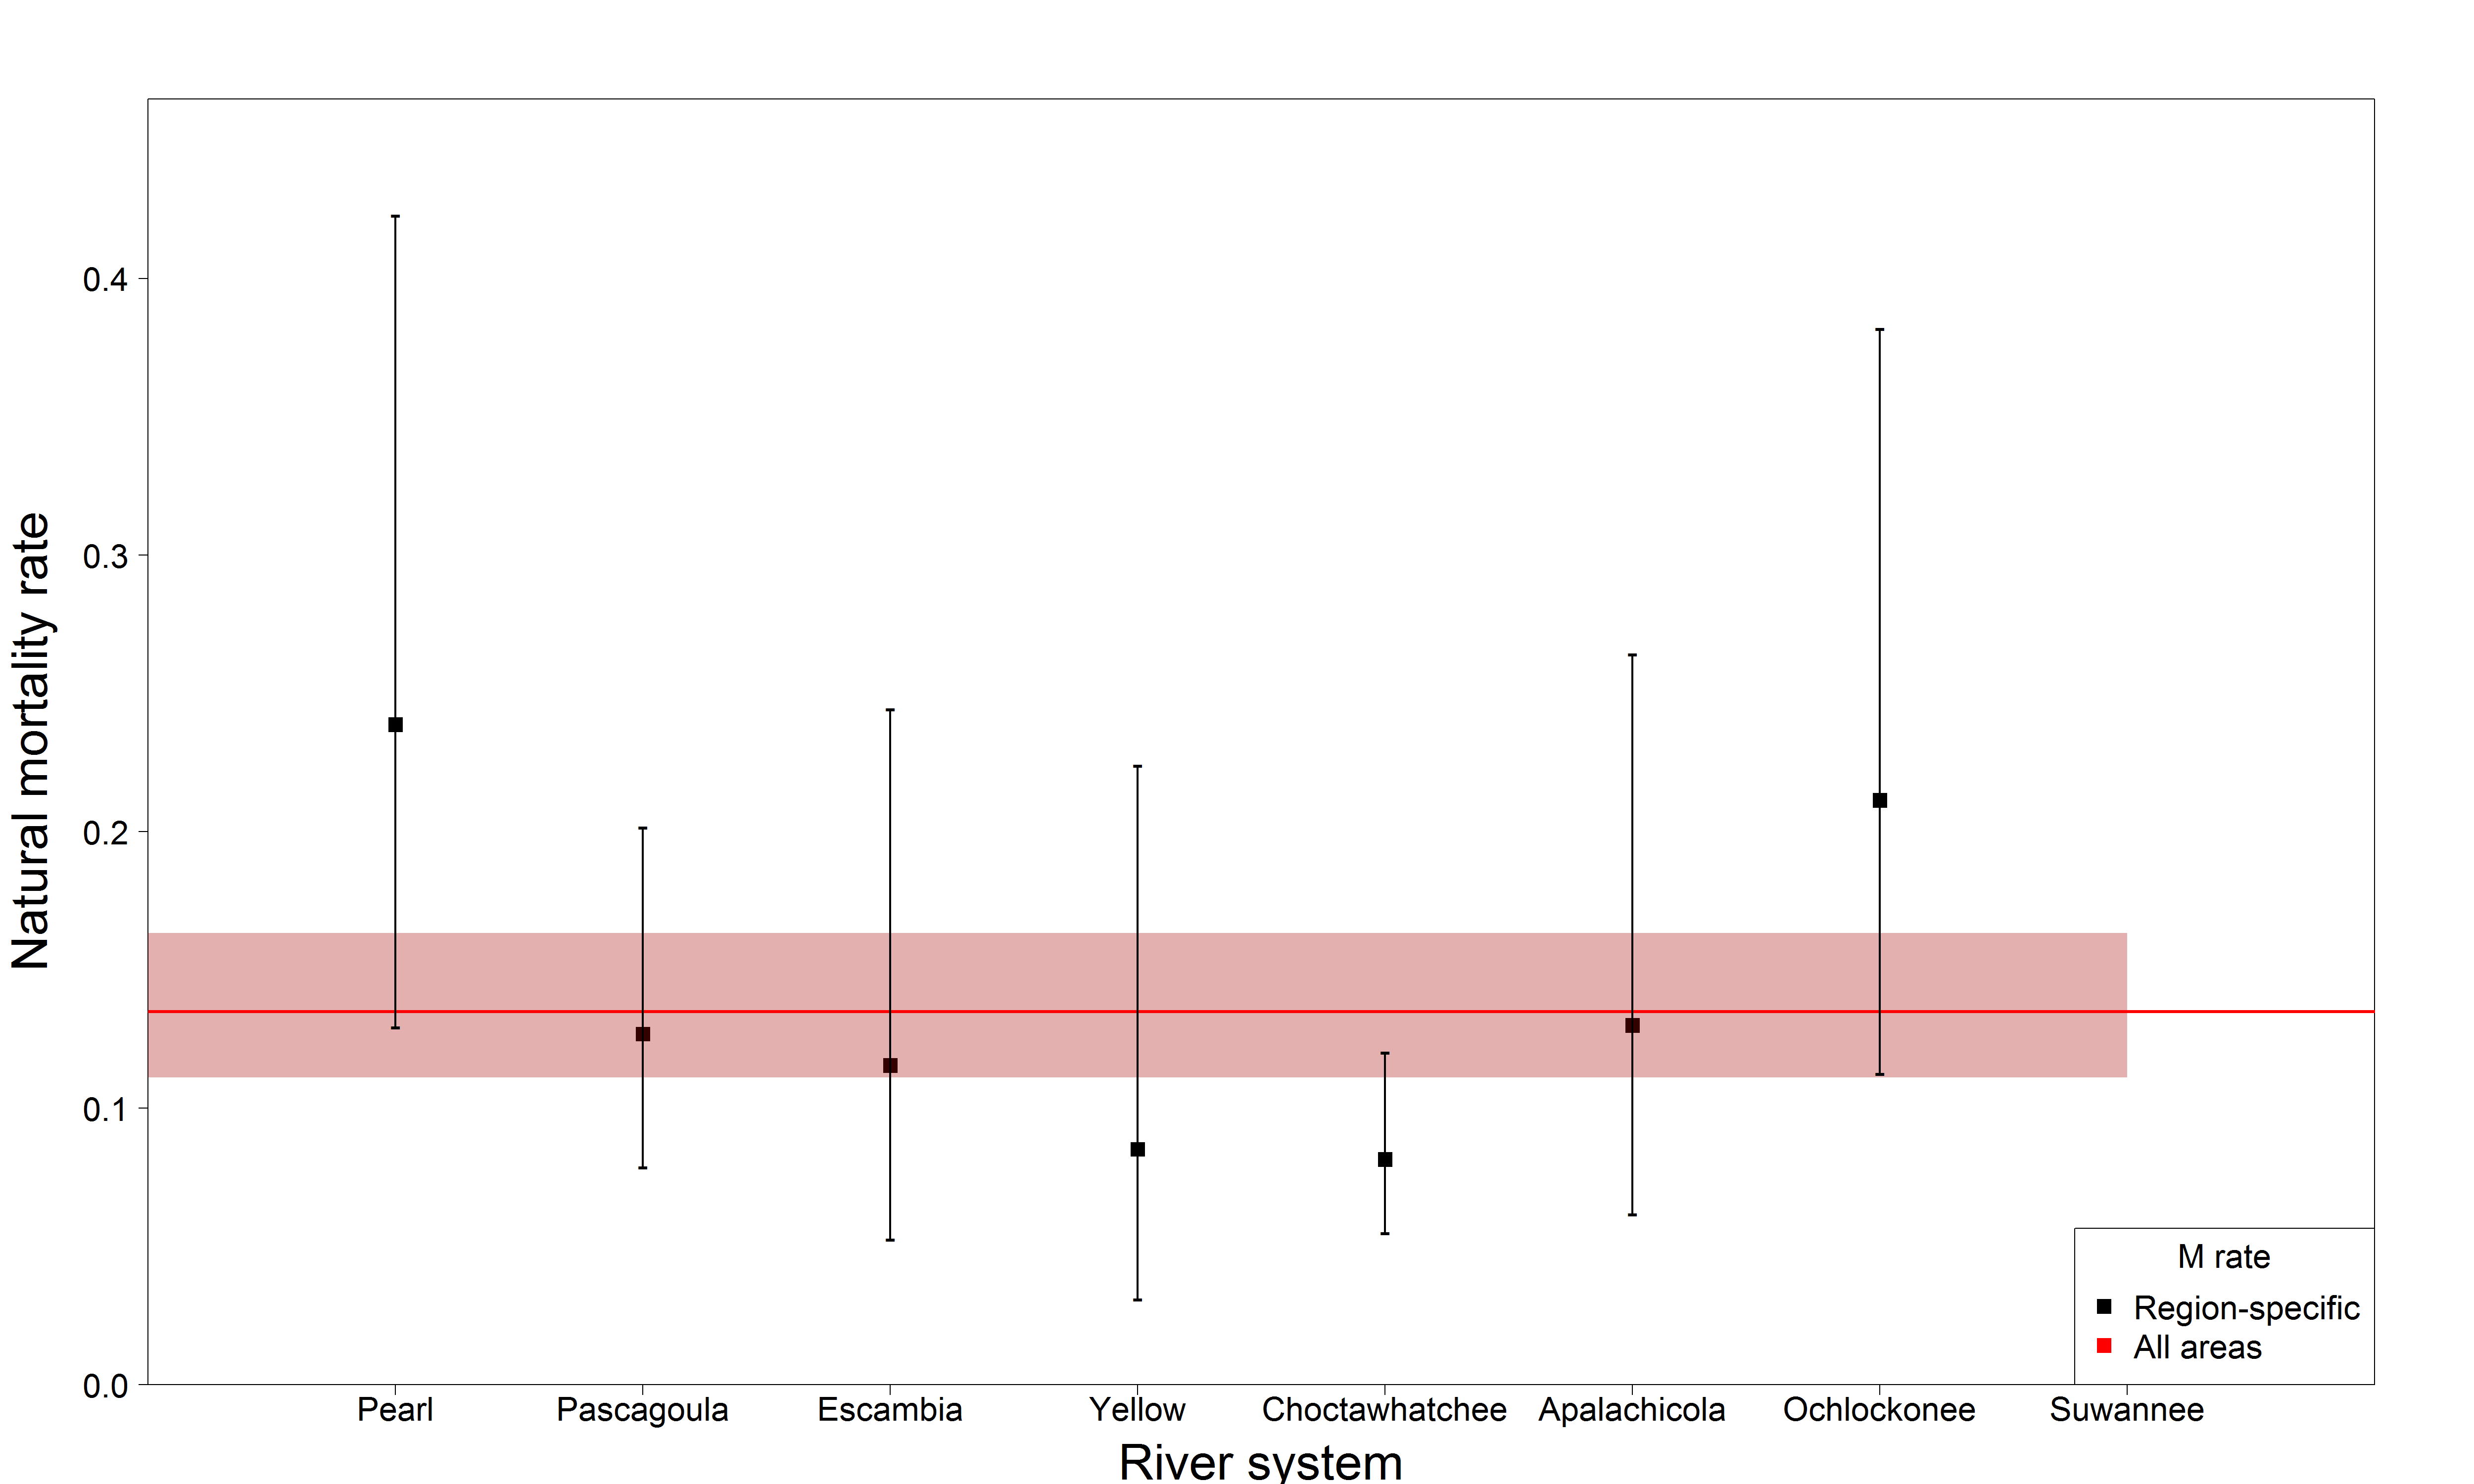 Natural mortality rate
0.4
0.3
0.2
0.1
0.0
Pearl
Pascagoula
Escambia
Yellow
Choctawhatchee
Apalachicola
Ochlockonee
Suwannee
River system
M rate
Region-specific
All areas